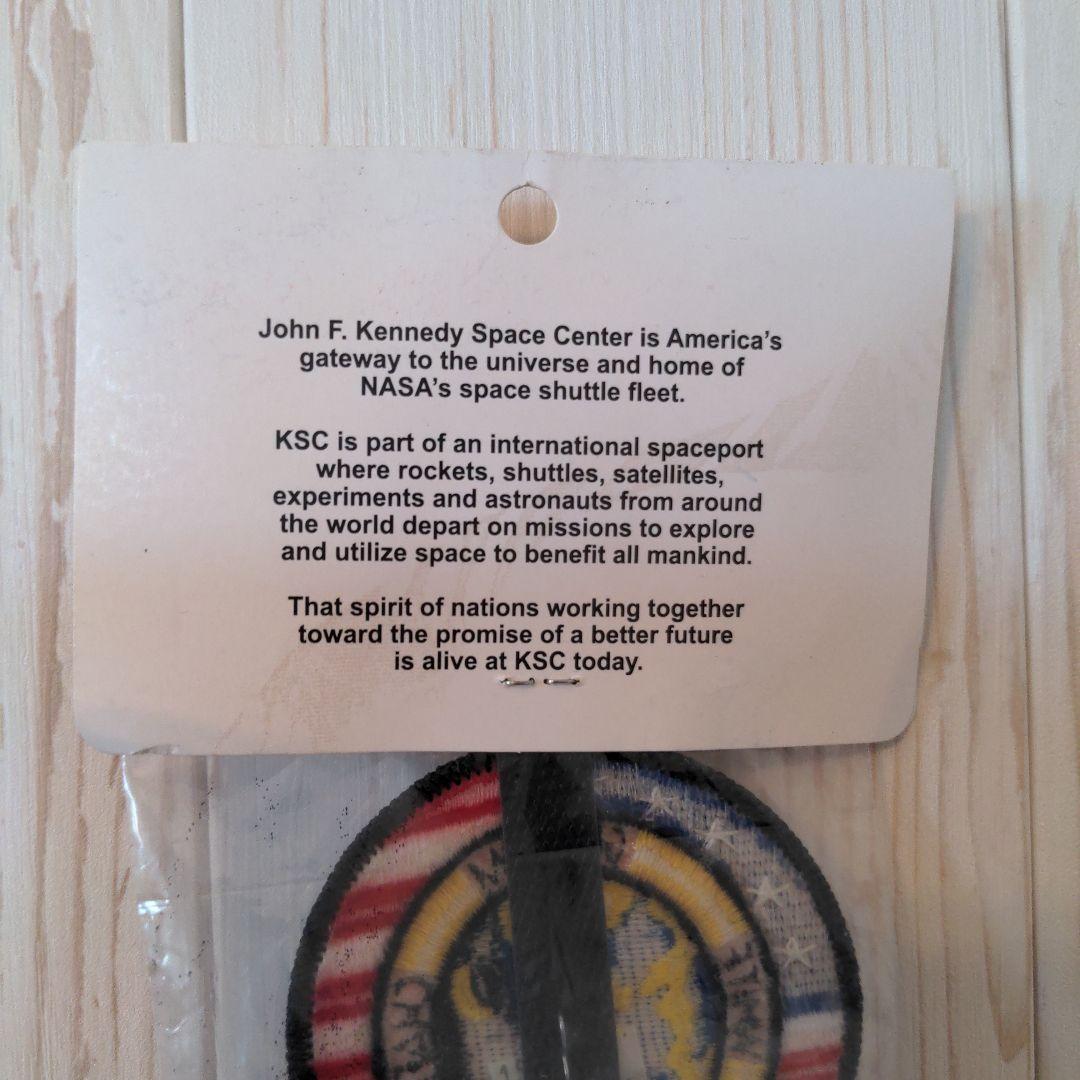 John F. Kennedy Space Center is America's
gateway to the universe and home of
NASA's space shuttle fleet.
KSC is part of an international spaceport
where rockets, shuttles, satellites,
experiments and astronauts from around
the world depart on missions to explore
and utilize space to benefit all mankind.
That spirit of nations working together
toward the promise of a better future
is alive at KSC today.